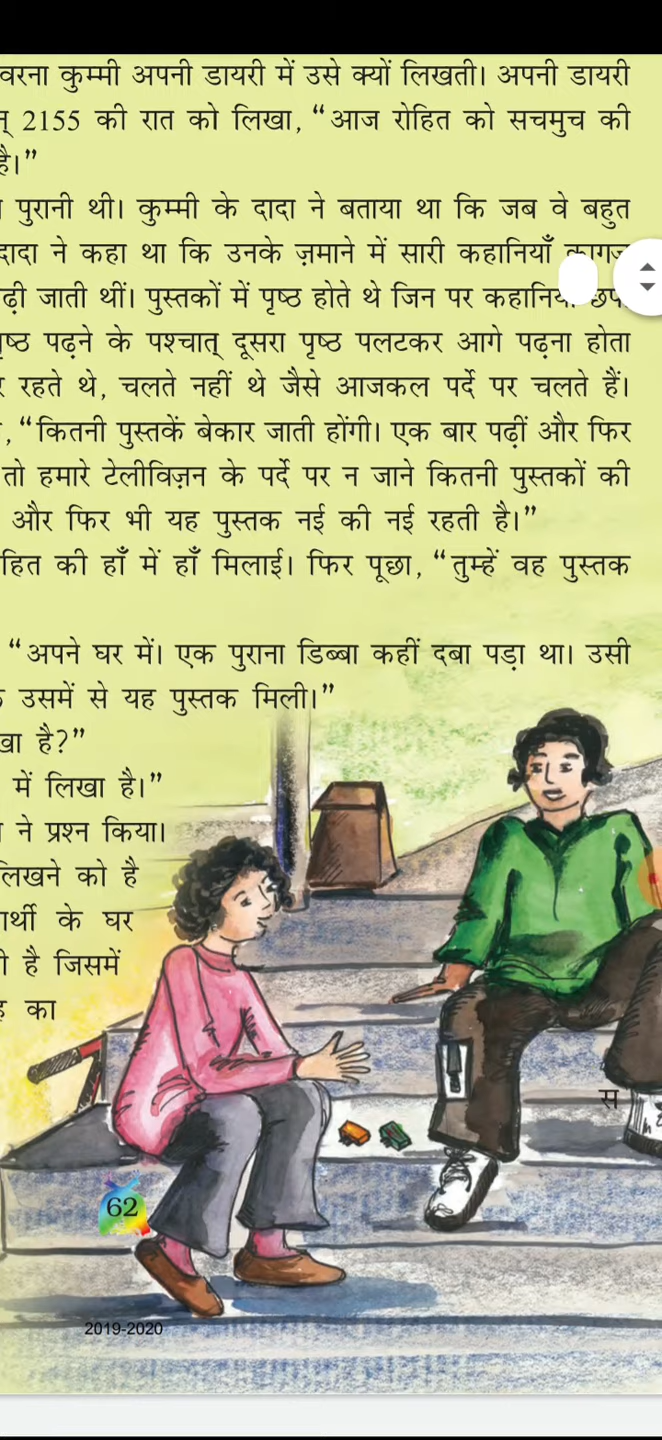 वरना कुम्मी अपनी डायरी में उसे क्यों लिखती। अपनी डायरी
2155 की रात को लिखा, “आज रोहित को सचमुच की
है।”
पुरानी थी। कुम्मी के दादा ने बताया था कि जब वे बहुत
दादा ने कहा था कि उनके ज़माने में सारी कहानियाँ
जाती थीं। पुस्तकों में पृष्ठ होते थे जिन पर
पढ़ने के पश्चात् दूसरा पृष्ठ पलटकर आगे पढ़ना होता
रहते थे, चलते नहीं थे जैसे आजकल पर्दे पर चलते हैं।
, “कितनी पुस्तकें बेकार जाती होंगी। एक बार पढ़ीं और फिर
तो हमारे टेलीविज़न के पर्दे पर न जाने कितनी पुस्तकों की
और फिर भी यह पुस्तक नई की नई रहती है।”
हित की हाँ में हाँ मिलाई। फिर पूछा, “तुम्हें वह पुस्तक
“अपने घर में। एक पुराना डिब्बा कहीं दबा पड़ा था। उसी
उसमें से यह पुस्तक मिली।”
खा है?”
में लिखा है।”
ने प्रश्न किया।
लिखने को है
र्थी के घर
है जिसमें
का
स
62
2019-2020